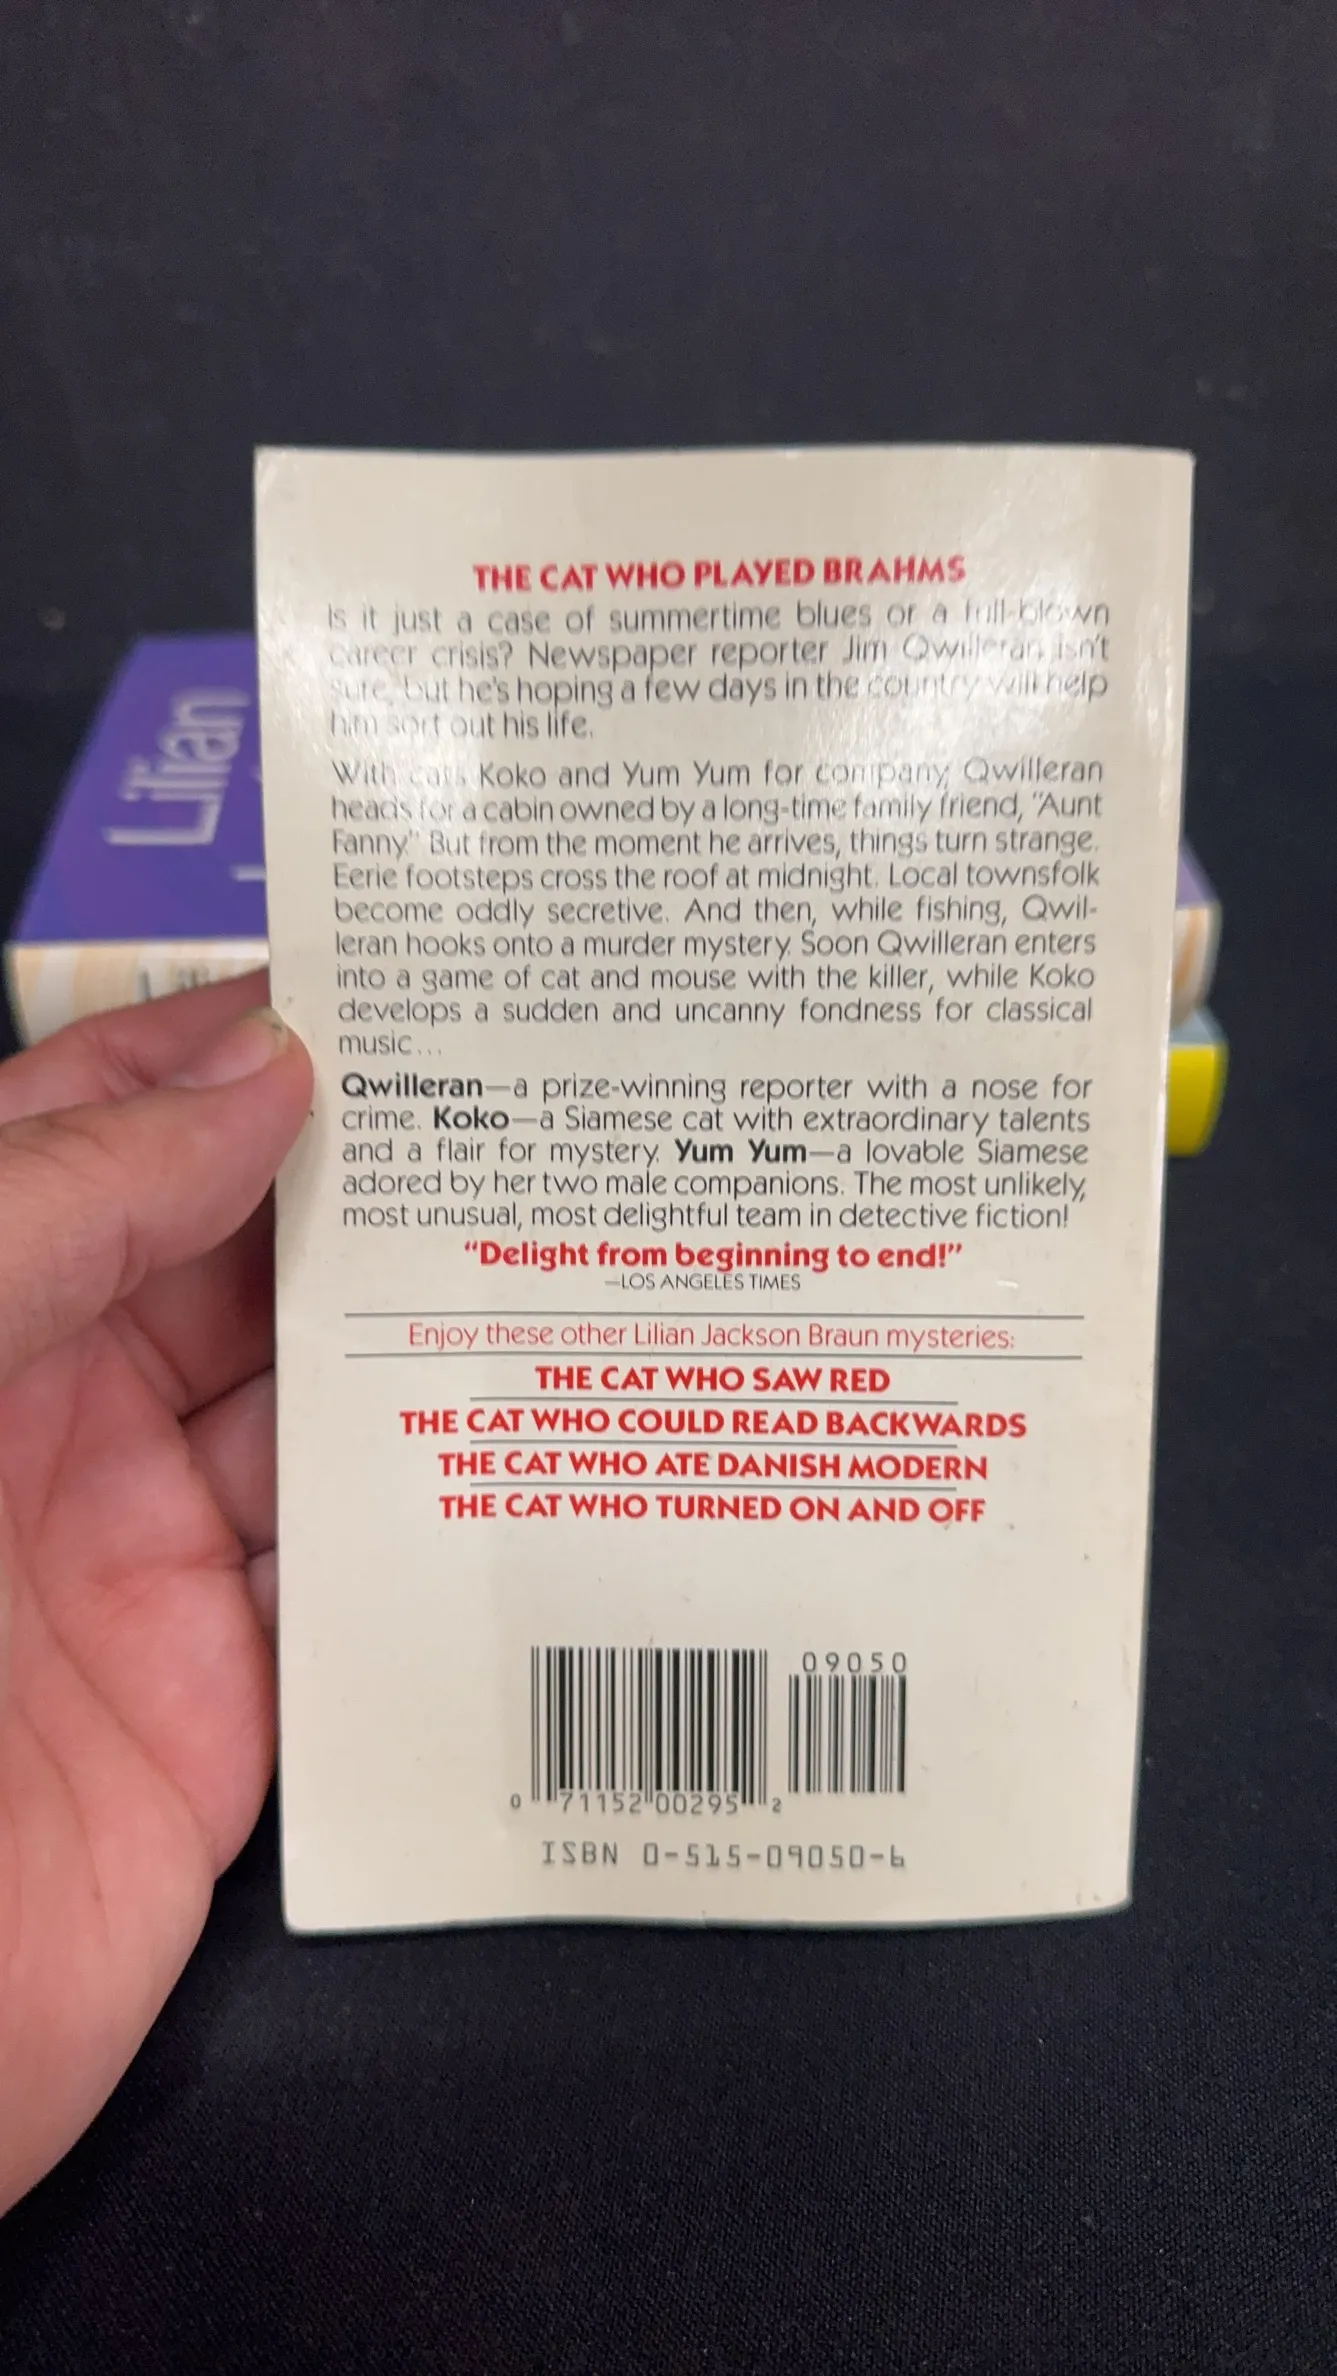 THE CAT WHO PLAYED BRAHMS
Is it just a case of summertime blues or a full-blown
career crisis? Newspaper reporter Jim Qwilleran isn't
sure, but he's hoping a few days in the country will help
him sort out his life.
With cats Koko and Yum Yum for company, Qwilleran
heads for a cabin owned by a long-time family friend, "Aunt
Fanny." But from the moment he arrives, things turn strange.
Eerie footsteps cross the roof at midnight. Local townsfolk
become oddly secretive. And then, while fishing, Qwil-
leran hooks onto a murder mystery. Soon Qwilleran enters
into a game of cat and mouse with the killer, while Koko
develops a sudden and uncanny fondness for classical
music...
Qwilleran—a prize-winning reporter with a nose for
crime. Koko—a Siamese cat with extraordinary talents
and a flair for mystery. Yum Yum—a lovable Siamese
adored by her two male companions. The most unlikely,
most unusual, most delightful team in detective fiction!
"Delight from beginning to end!"
—LOS ANGELES TIMES
Enjoy these other Lilian Jackson Braun mysteries:
THE CAT WHO SAW RED
THE CAT WHO COULD READ BACKWARDS
THE CAT WHO ATE DANISH MODERN
THE CAT WHO TURNED ON AND OFF
09050
0 71152 00295 2
ISBN 0-515-09050-6
Lilian